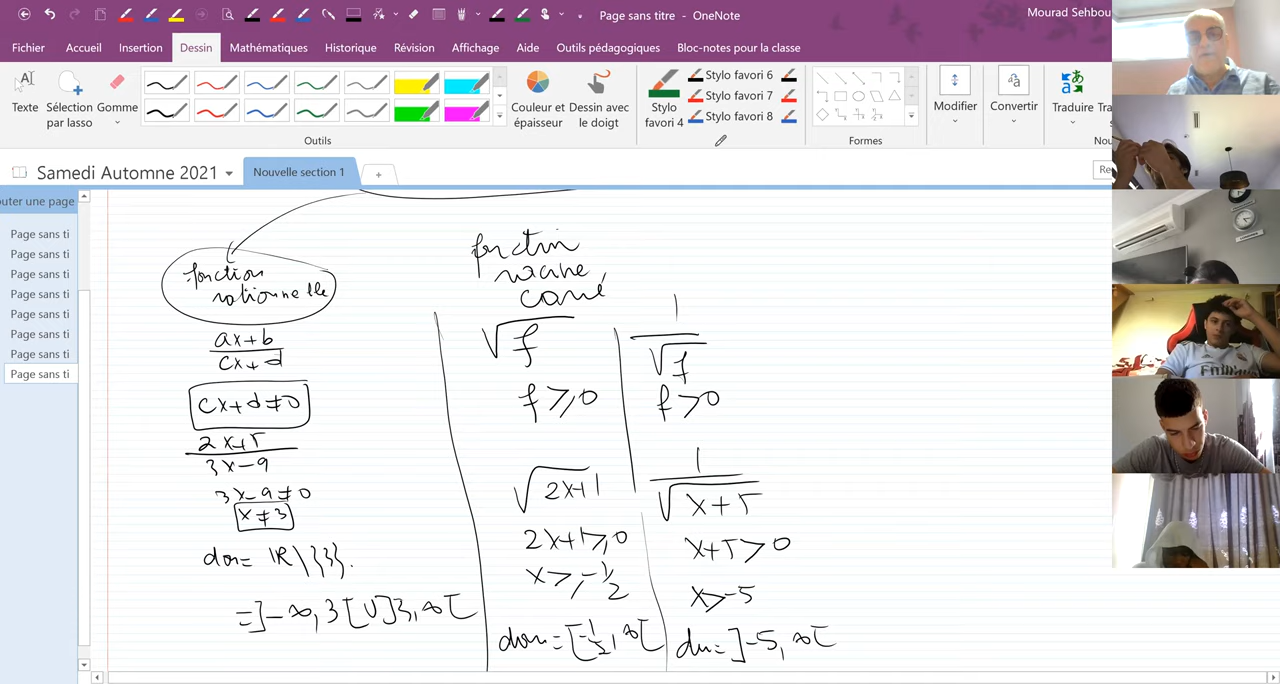 Page sans titre - OneNote
Mourad Sehbou
Fichier Accueil Insertion Dessin Mathématiques Historique Révision Affichage Aide Outils pédagogiques Bloc-notes pour la classe
Texte
Sélection par lasso
Gomme
Outils
Couleur et épaisseur
Dessin avec le doigt
Stylo favori 4
Stylo favori 6
Stylo favori 7
Stylo favori 8
Formes
Modifier
Convertir
Traduire
Samedi Automne 2021
Nouvelle section 1
outer une page
Page sans ti
Page sans ti
Page sans ti
Page sans ti
Page sans ti
Page sans ti
Page sans ti
Page sans ti
fonction
rationnelle
ax+b
cx+d
cx+d≠0
2x+5
3x-9
3x-9≠0
x≠3
dom= ℝ\{3}.
=]-∞,3[U]3,∞[
fonction
racine
carré
√f
f≥0
√2x+1
2x+1≥0
x≥-1/2
dom=[-1/2,∞[
1
√f
f>0
1
√x+5
x+5>0
x>-5
dom=]-5,∞[